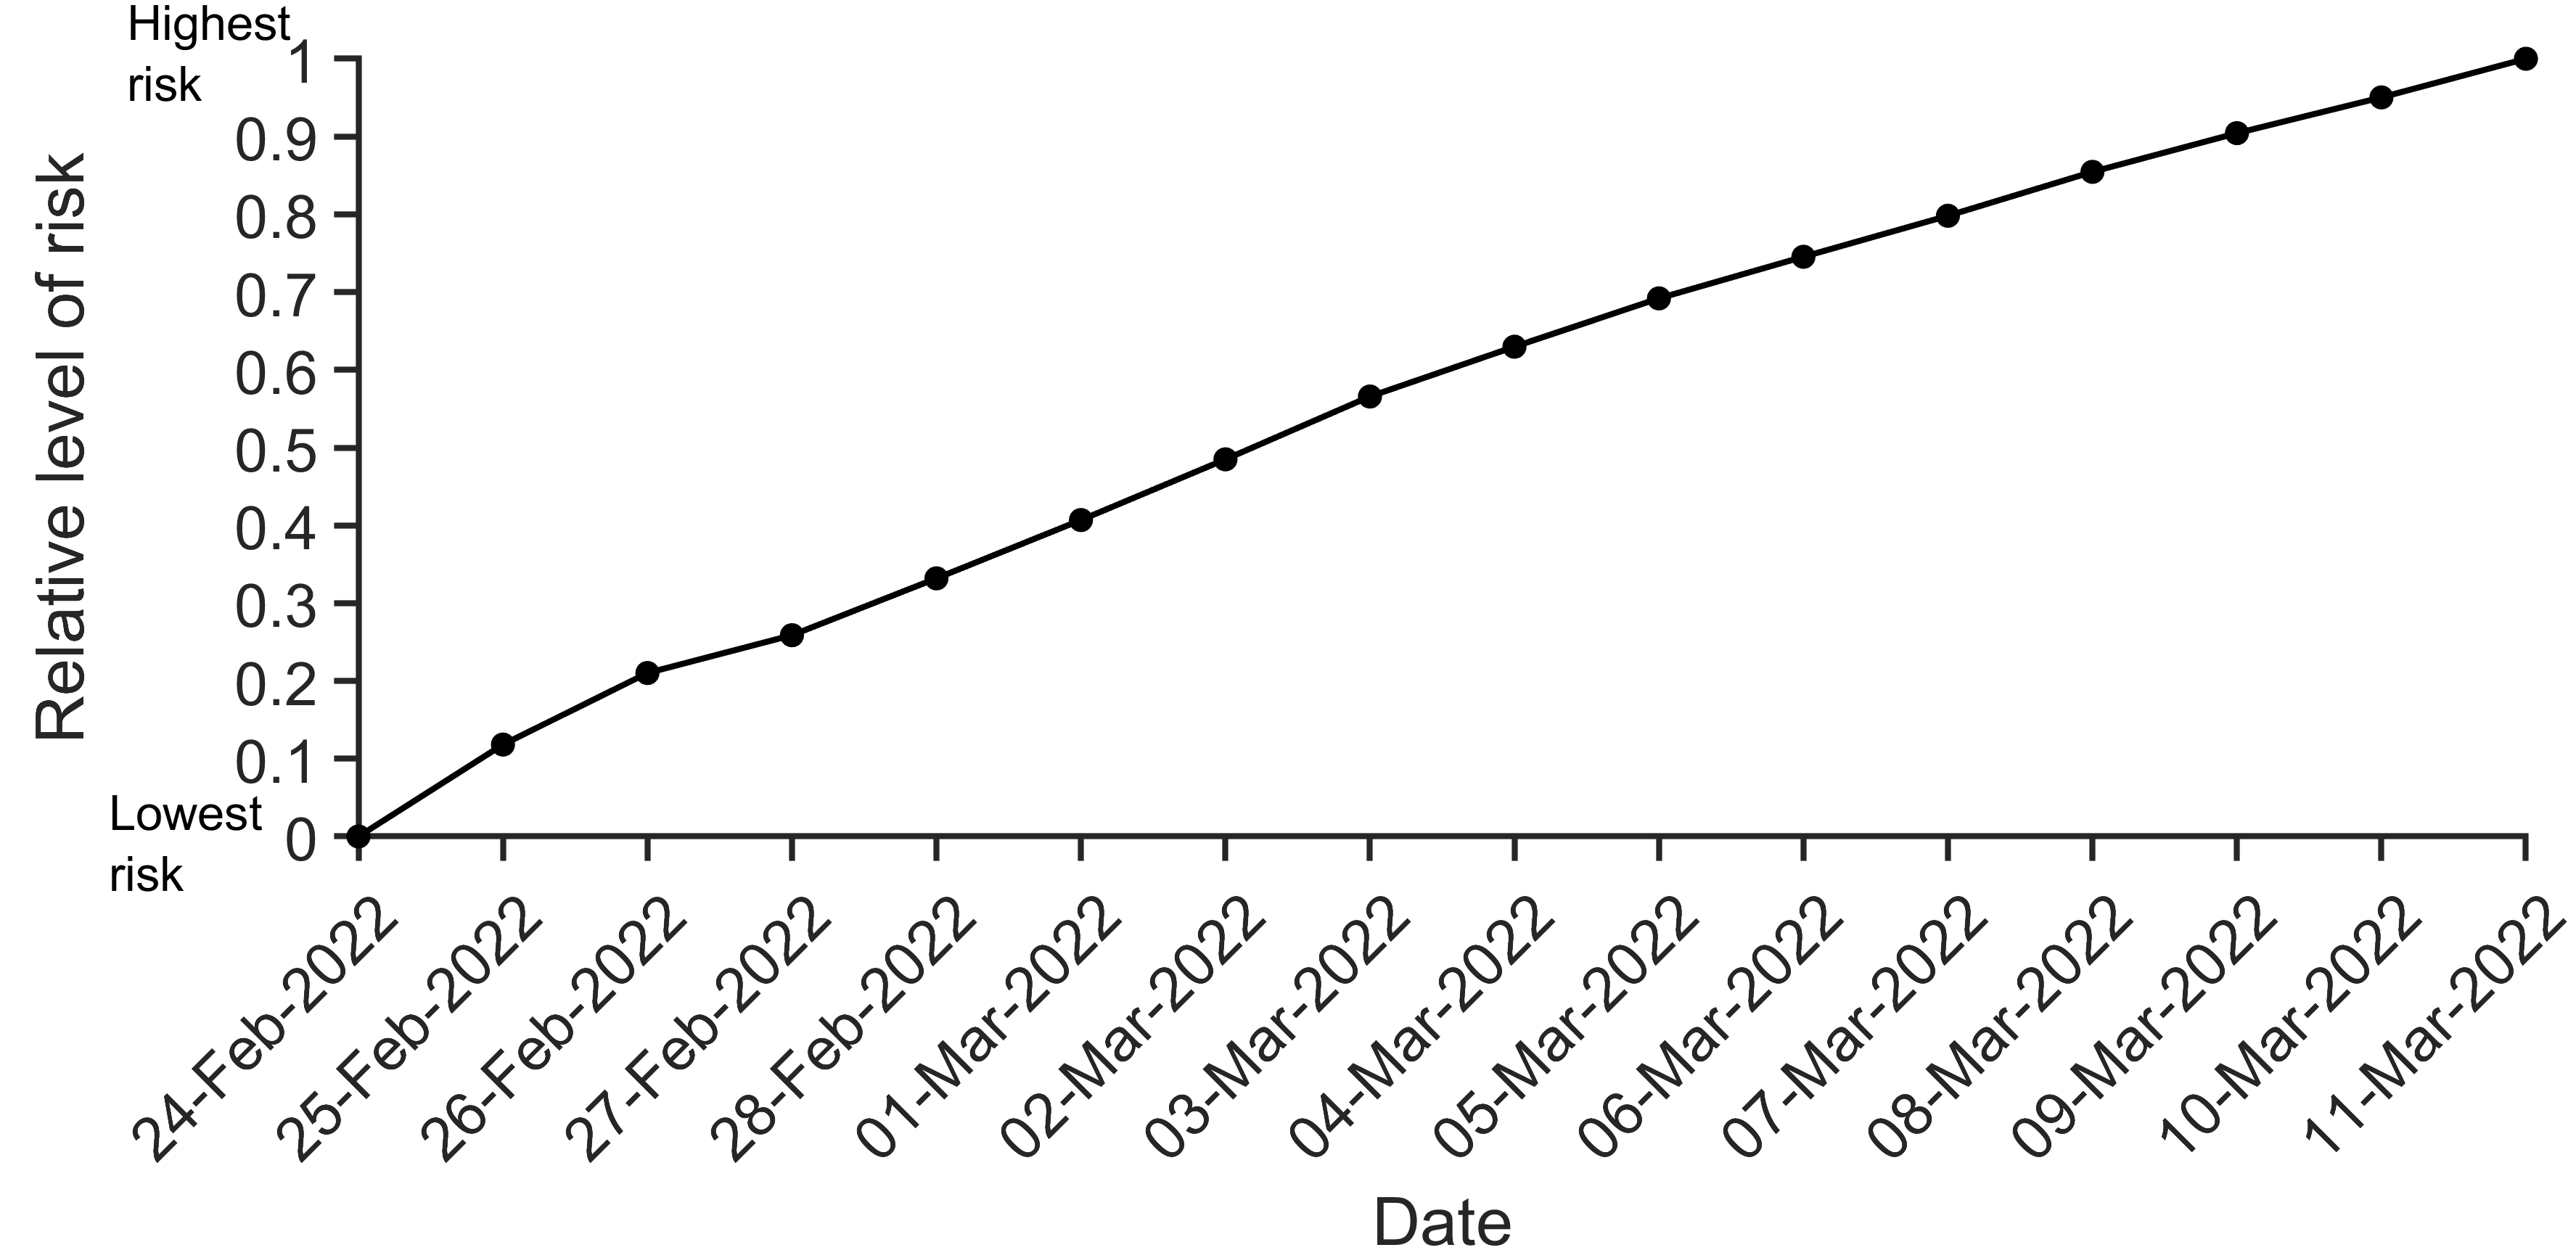 Highest
risk
1
0.9
0.8
0.7
0.6
0.5
0.4
0.3
0.2
0.1
0
Lowest
risk
Relative level of risk
24-Feb-2022
25-Feb-2022
26-Feb-2022
27-Feb-2022
28-Feb-2022
01-Mar-2022
02-Mar-2022
03-Mar-2022
04-Mar-2022
05-Mar-2022
06-Mar-2022
07-Mar-2022
08-Mar-2022
09-Mar-2022
10-Mar-2022
11-Mar-2022
Date